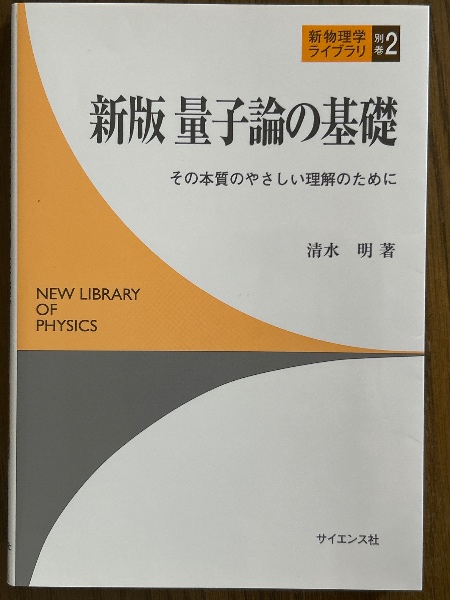 新物理学
ライブラリ
別巻2
新版 量子論の基礎
その本質のやさしい理解のために
清水 明 著
NEW LIBRARY
OF
PHYSICS
サイエンス社